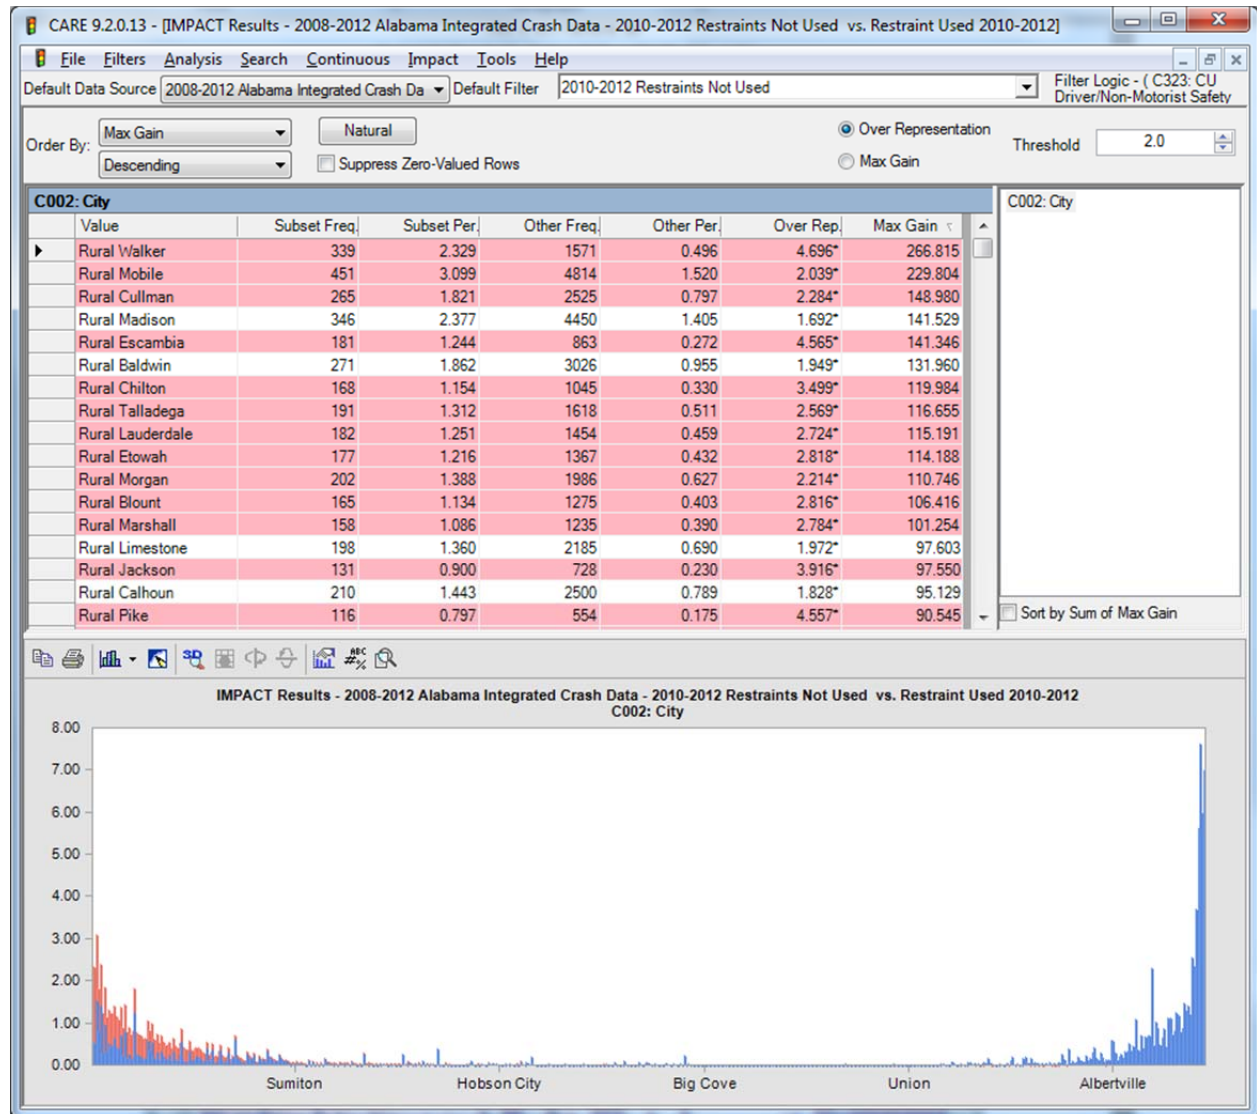 CARE 9.2.0.13 - [IMPACT Results - 2008-2012 Alabama Integrated Crash Data - 2010-2012 Restraints Not Used vs. Restraint Used 2010-2012]
File Filters Analysis Search Continuous Impact Tools Help
Default Data Source 2008-2012 Alabama Integrated Crash Da Default Filter 2010-2012 Restraints Not Used Filter Logic - ( C323: CU
Driver/Non-Motorist Safety
Order By: Max Gain Natural Over Representation Threshold 2.0
Descending Suppress Zero-Valued Rows Max Gain
C002: City C002: City
Value Subset Freq. Subset Per. Other Freq. Other Per. Over Rep. Max Gain
Rural Walker 339 2.329 1571 0.496 4.696* 266.815
Rural Mobile 451 3.099 4814 1.520 2.039* 229.804
Rural Cullman 265 1.821 2525 0.797 2.284* 148.980
Rural Madison 346 2.377 4450 1.405 1.692* 141.529
Rural Escambia 181 1.244 863 0.272 4.565* 141.346
Rural Baldwin 271 1.862 3026 0.955 1.949* 131.960
Rural Chilton 168 1.154 1045 0.330 3.499* 119.984
Rural Talladega 191 1.312 1618 0.511 2.569* 116.655
Rural Lauderdale 182 1.251 1454 0.459 2.724* 115.191
Rural Etowah 177 1.216 1367 0.432 2.818* 114.188
Rural Morgan 202 1.388 1986 0.627 2.214* 110.746
Rural Blount 165 1.134 1275 0.403 2.816* 106.416
Rural Marshall 158 1.086 1235 0.390 2.784* 101.254
Rural Limestone 198 1.360 2185 0.690 1.972* 97.603
Rural Jackson 131 0.900 728 0.230 3.916* 97.550
Rural Calhoun 210 1.443 2500 0.789 1.828* 95.129
Rural Pike 116 0.797 554 0.175 4.557* 90.545
Sort by Sum of Max Gain
3D ABC #%
IMPACT Results - 2008-2012 Alabama Integrated Crash Data - 2010-2012 Restraints Not Used vs. Restraint Used 2010-2012
C002: City
8.00
7.00
6.00
5.00
4.00
3.00
2.00
1.00
0.00
Sumiton Hobson City Big Cove Union Albertville